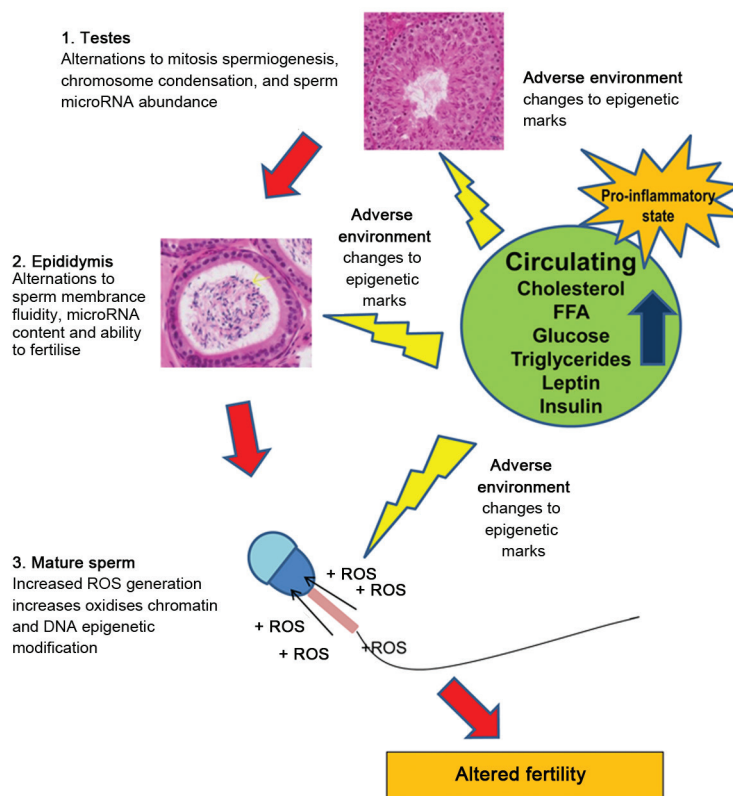 1. Testes
Alternations to mitosis spermiogenesis,
chromosome condensation, and sperm
microRNA abundance
Adverse environment
changes to epigenetic
marks
Pro-inflammatory
state
Adverse
environment
changes to
epigenetic
marks
2. Epididymis
Alternations to
sperm membrance
fluidity, microRNA
content and ability
to fertilise
Circulating
Cholesterol
FFA
Glucose
Triglycerides
Leptin
Insulin
Adverse
environment
changes to
epigenetic
marks
3. Mature sperm
Increased ROS generation
increases oxidises chromatin
and DNA epigenetic
modification
+ ROS
+ ROS
+ ROS
+ROS
+ ROS
Altered fertility